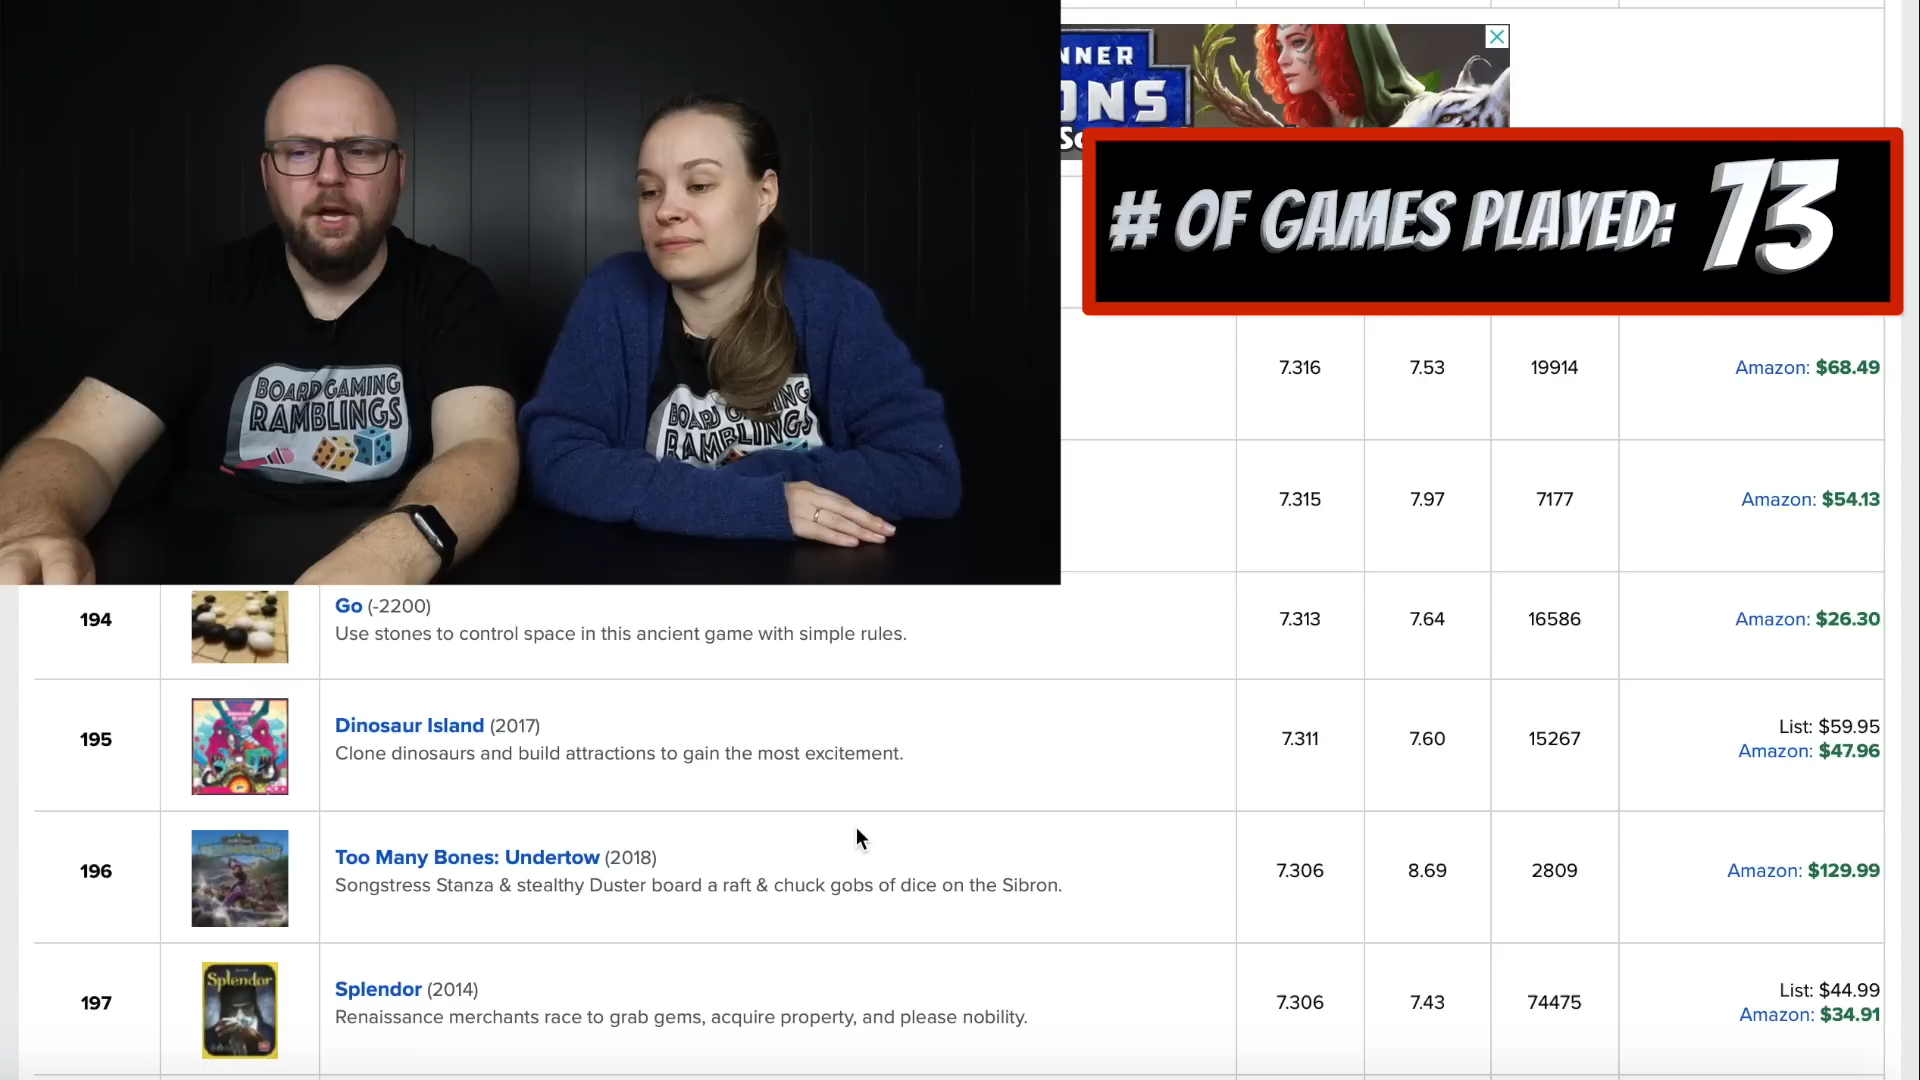 NNER
ONS
Sc
# OF GAMES PLAYED: 73
BOARD GAMING
RAMBLINGS
BOARD GAMING
RAMBLINGS
7.316 7.53 19914 Amazon: $68.49
7.315 7.97 7177 Amazon: $54.13
194 Go (-2200) 7.313 7.64 16586 Amazon: $26.30
Use stones to control space in this ancient game with simple rules.
195 Dinosaur Island (2017) 7.311 7.60 15267 List: $59.95
Clone dinosaurs and build attractions to gain the most excitement. Amazon: $47.96
196 Too Many Bones: Undertow (2018) 7.306 8.69 2809 Amazon: $129.99
Songstress Stanza & stealthy Duster board a raft & chuck gobs of dice on the Sibron.
Splendor
197 Splendor (2014) 7.306 7.43 74475 List: $44.99
Renaissance merchants race to grab gems, acquire property, and please nobility. Amazon: $34.91